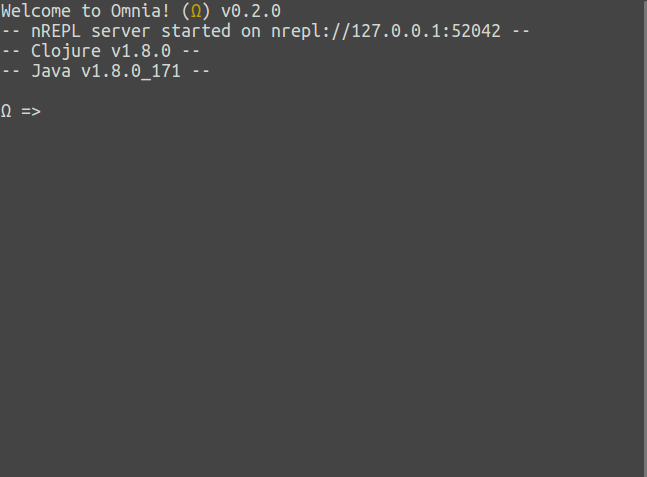 Welcome to Omnia! (Ω) v0.2.0
-- nREPL server started on nrepl://127.0.0.1:52042 --
-- Clojure v1.8.0 --
-- Java v1.8.0_171 --
Ω =>